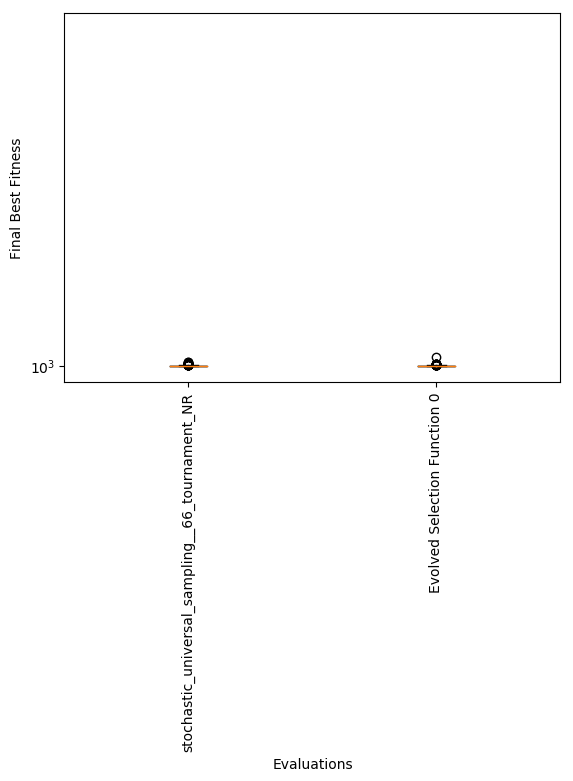 Final Best Fitness
10³
stochastic_universal_sampling__66_tournament_NR
Evolved Selection Function 0
Evaluations